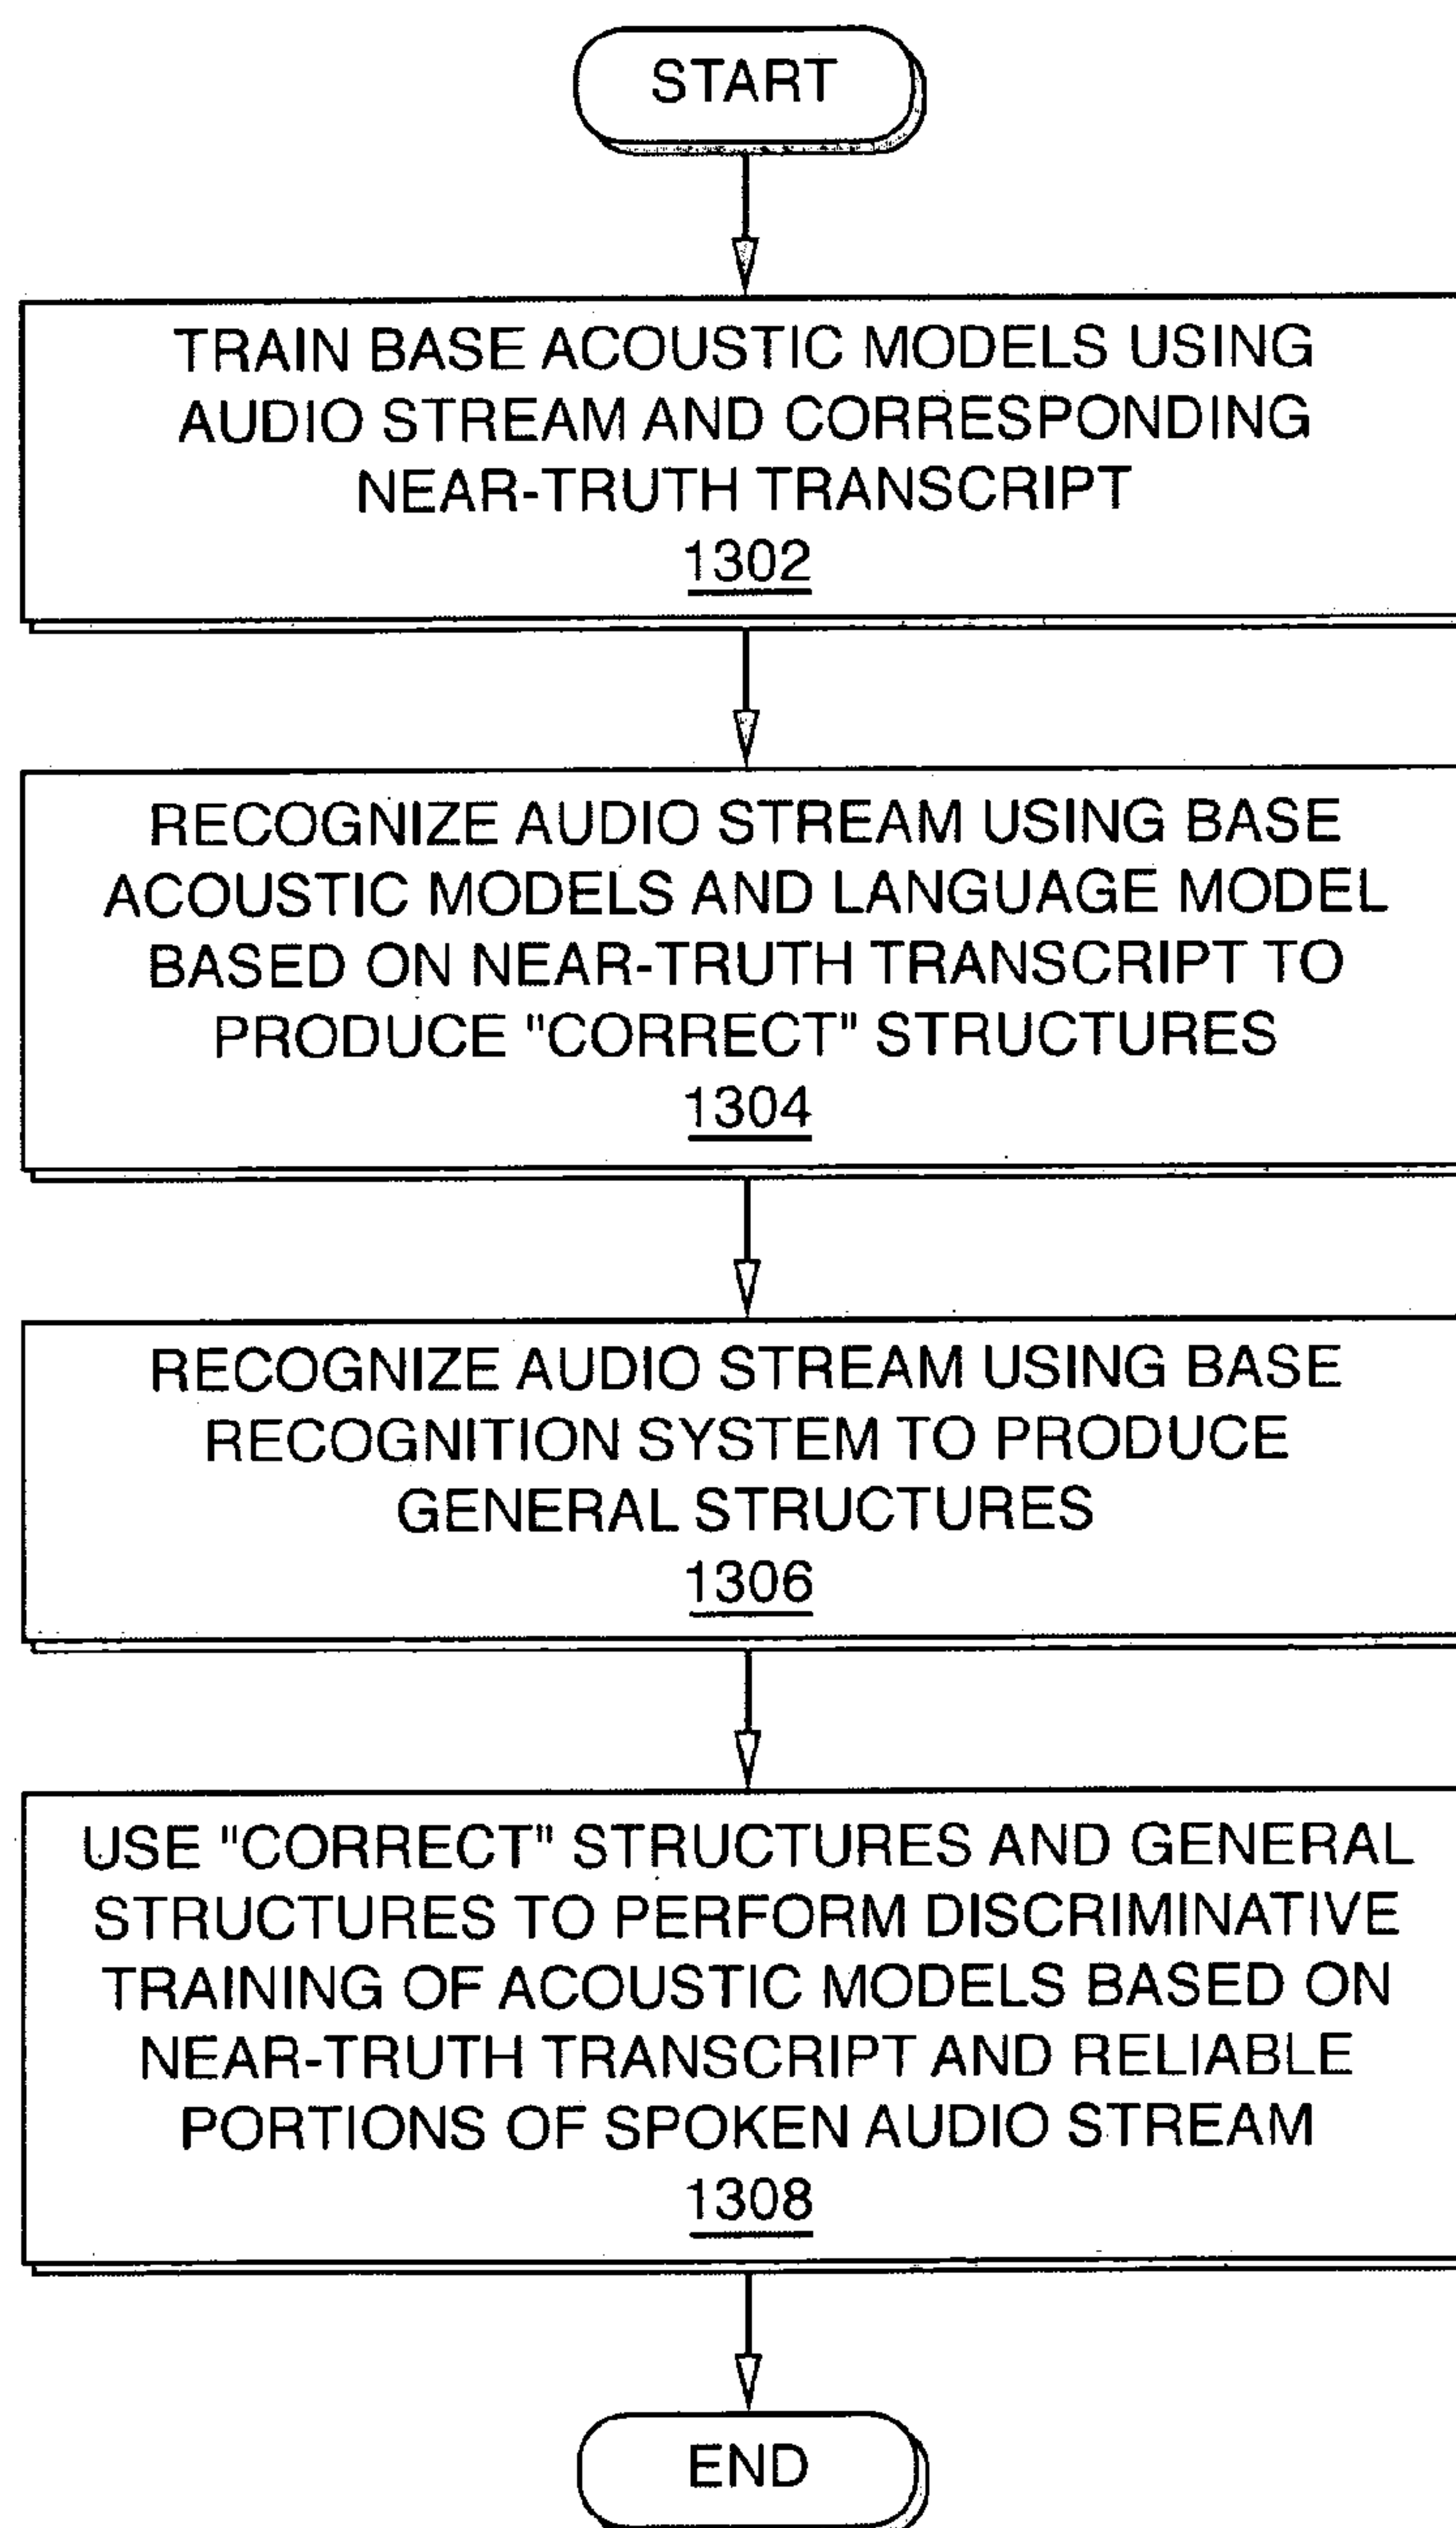 START
TRAIN BASE ACOUSTIC MODELS USING
AUDIO STREAM AND CORRESPONDING
NEAR-TRUTH TRANSCRIPT
1302
RECOGNIZE AUDIO STREAM USING BASE
ACOUSTIC MODELS AND LANGUAGE MODEL
BASED ON NEAR-TRUTH TRANSCRIPT TO
PRODUCE "CORRECT" STRUCTURES
1304
RECOGNIZE AUDIO STREAM USING BASE
RECOGNITION SYSTEM TO PRODUCE
GENERAL STRUCTURES
1306
USE "CORRECT" STRUCTURES AND GENERAL
STRUCTURES TO PERFORM DISCRIMINATIVE
TRAINING OF ACOUSTIC MODELS BASED ON
NEAR-TRUTH TRANSCRIPT AND RELIABLE
PORTIONS OF SPOKEN AUDIO STREAM
1308
END